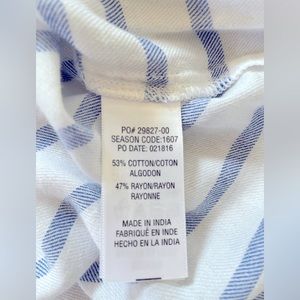 PO# 29827-00
SEASON CODE:1607
PO DATE: 021816
53% COTTON/COTON
ALGODON
47% RAYON/RAYON
RAYONNE
MADE IN INDIA
FABRIQUÉ EN INDE
HECHO EN LA INDIA